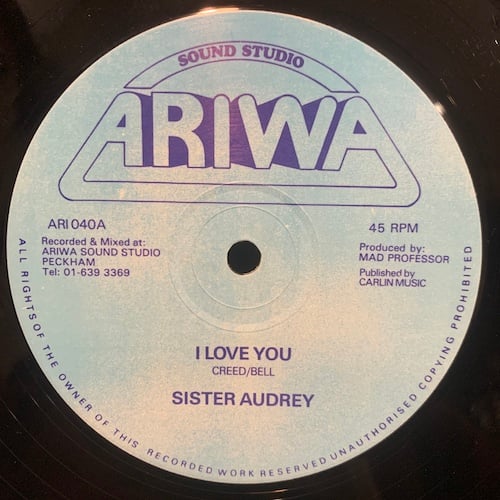 SOUND STUDIO
ARIWA
ARI 040A
45 RPM
Recorded & Mixed at:
ARIWA SOUND STUDIO
PECKHAM
Tel: 01-639 3369
Produced by:
MAD PROFESSOR
Published by
CARLIN MUSIC
I LOVE YOU
CREED/BELL
SISTER AUDREY
ALL RIGHTS OF THE OWNER OF THIS RECORDED WORK RESERVED UNAUTHORISED COPYING PROHIBITED